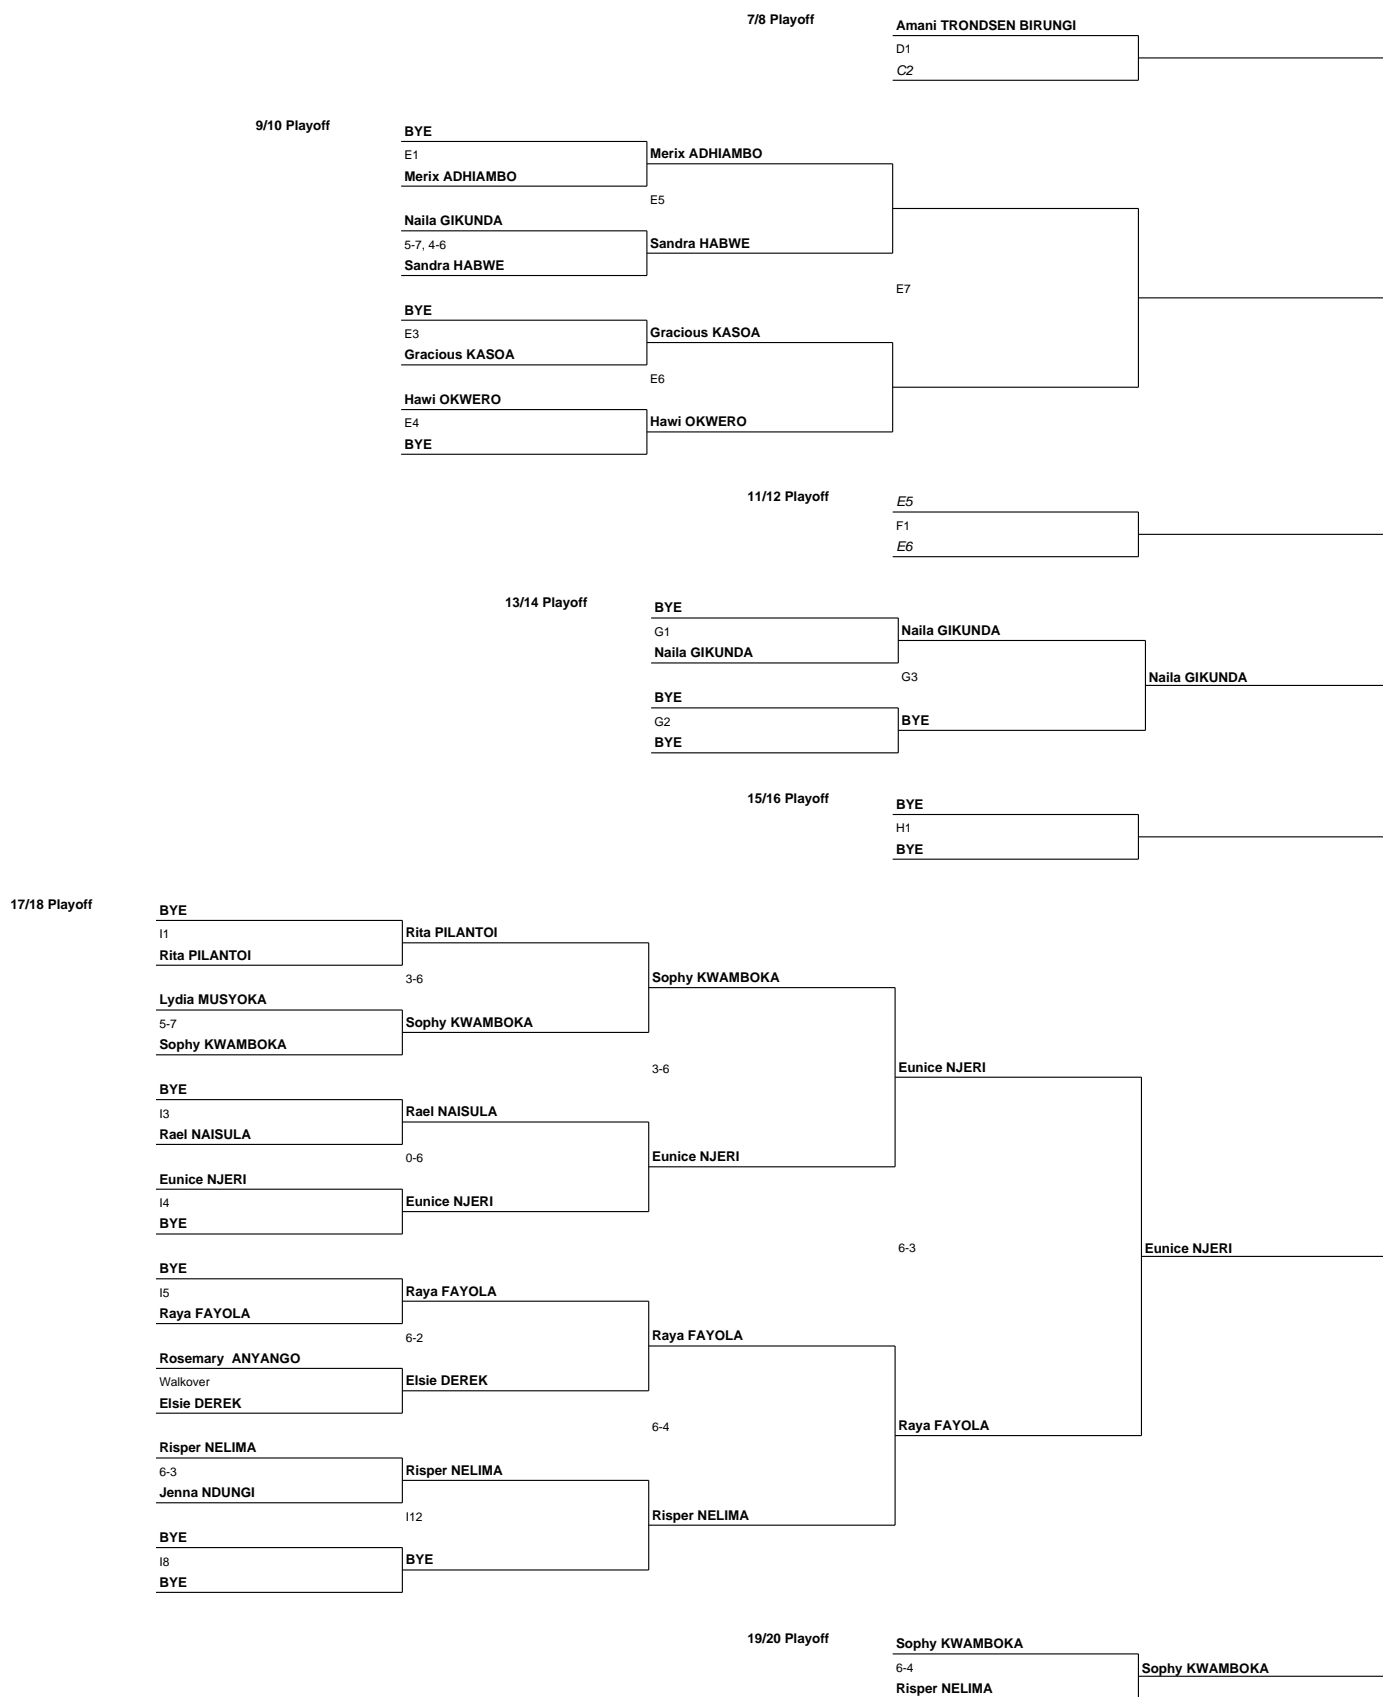 7/8 Playoff
Amani TRONDSEN BIRUNGI
D1
C2
9/10 Playoff
BYE
E1
Merix ADHIAMBO
Merix ADHIAMBO
E5
Naila GIKUNDA
5-7, 4-6
Sandra HABWE
Sandra HABWE
E7
BYE
E3
Gracious KASOA
Gracious KASOA
E6
Hawi OKWERO
E4
Hawi OKWERO
BYE
11/12 Playoff
E5
F1
E6
13/14 Playoff
BYE
G1
Naila GIKUNDA
Naila GIKUNDA
G3
Naila GIKUNDA
BYE
G2
BYE
BYE
15/16 Playoff
BYE
H1
BYE
17/18 Playoff
BYE
I1
Rita PILANTOI
Rita PILANTOI
3-6
Sophy KWAMBOKA
Lydia MUSYOKA
5-7
Sophy KWAMBOKA
Sophy KWAMBOKA
3-6
Eunice NJERI
BYE
I3
Rael NAISULA
Rael NAISULA
0-6
Eunice NJERI
Eunice NJERI
I4
Eunice NJERI
BYE
6-3
Eunice NJERI
BYE
I5
Raya FAYOLA
Raya FAYOLA
6-2
Raya FAYOLA
Rosemary  ANYANGO
Walkover
Elsie DEREK
Elsie DEREK
6-4
Raya FAYOLA
Risper NELIMA
6-3
Risper NELIMA
Jenna NDUNGI
I12
Risper NELIMA
BYE
I8
BYE
BYE
19/20 Playoff
Sophy KWAMBOKA
6-4
Sophy KWAMBOKA
Risper NELIMA